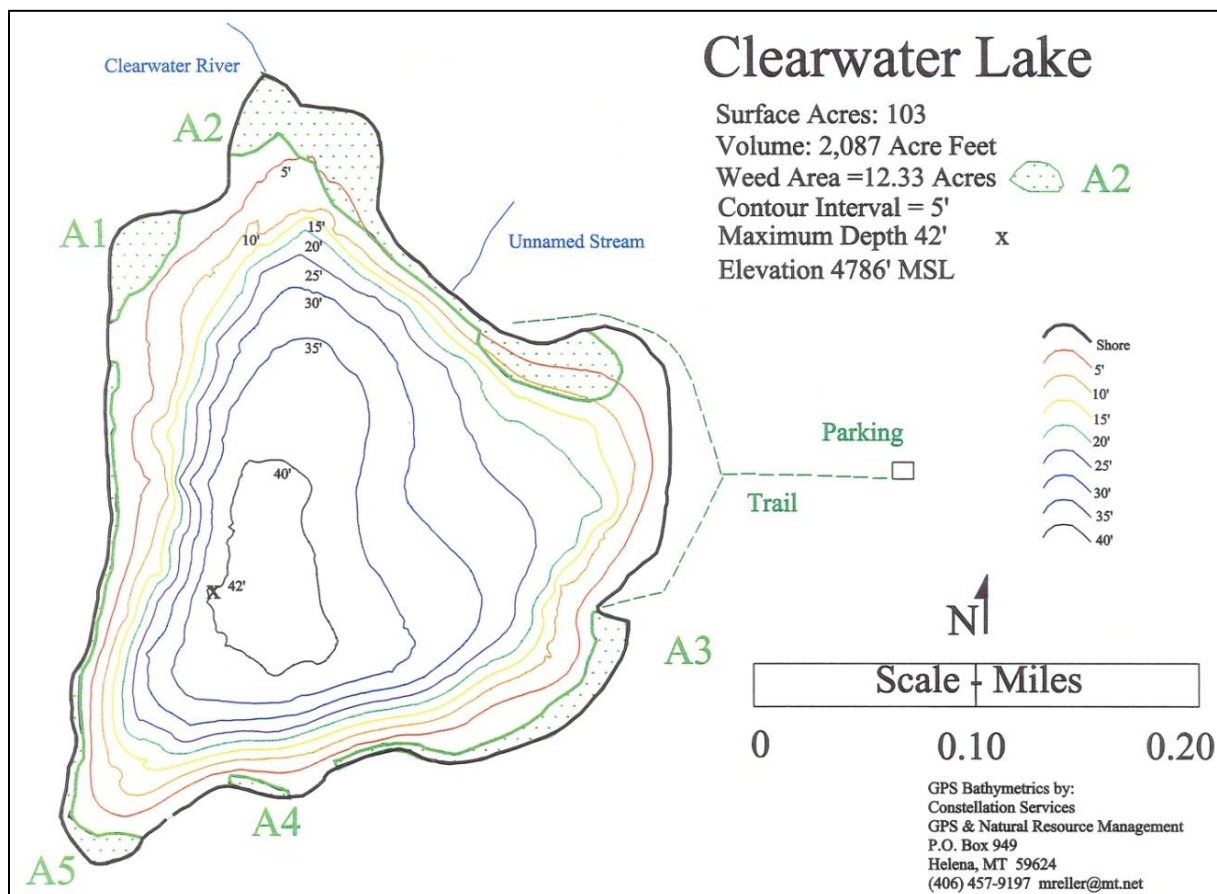 Clearwater Lake
Surface Acres: 103
Volume: 2,087 Acre Feet
Weed Area =12.33 Acres A2
Contour Interval = 5'
Maximum Depth 42' x
Elevation 4786' MSL
Clearwater River
A2
A1
5'
10'
15'
20'
25'
30'
35'
40'
X 42'
Unnamed Stream
Parking
Trail
A3
A4
A5
Shore
5'
10'
15'
20'
25'
30'
35'
40'
N
Scale - Miles
0 0.10 0.20
GPS Bathymetrics by:
Constellation Services
GPS & Natural Resource Management
P.O. Box 949
Helena, MT 59624
(406) 457-9197 mreller@mt.net